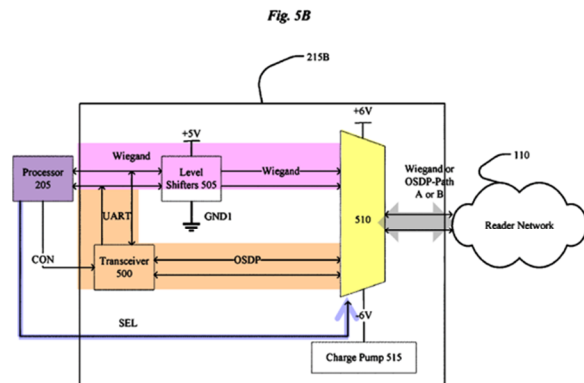 Fig. 5B
215B
+5V
+6V
Wiegand
Wiegand
Processor
205
Level
Shifters 505
Wiegand or
OSDP-Path
A or B
110
510
Reader Network
UART
GND1
CON
Transceiver
500
OSDP
SEL
-6V
Charge Pump 515